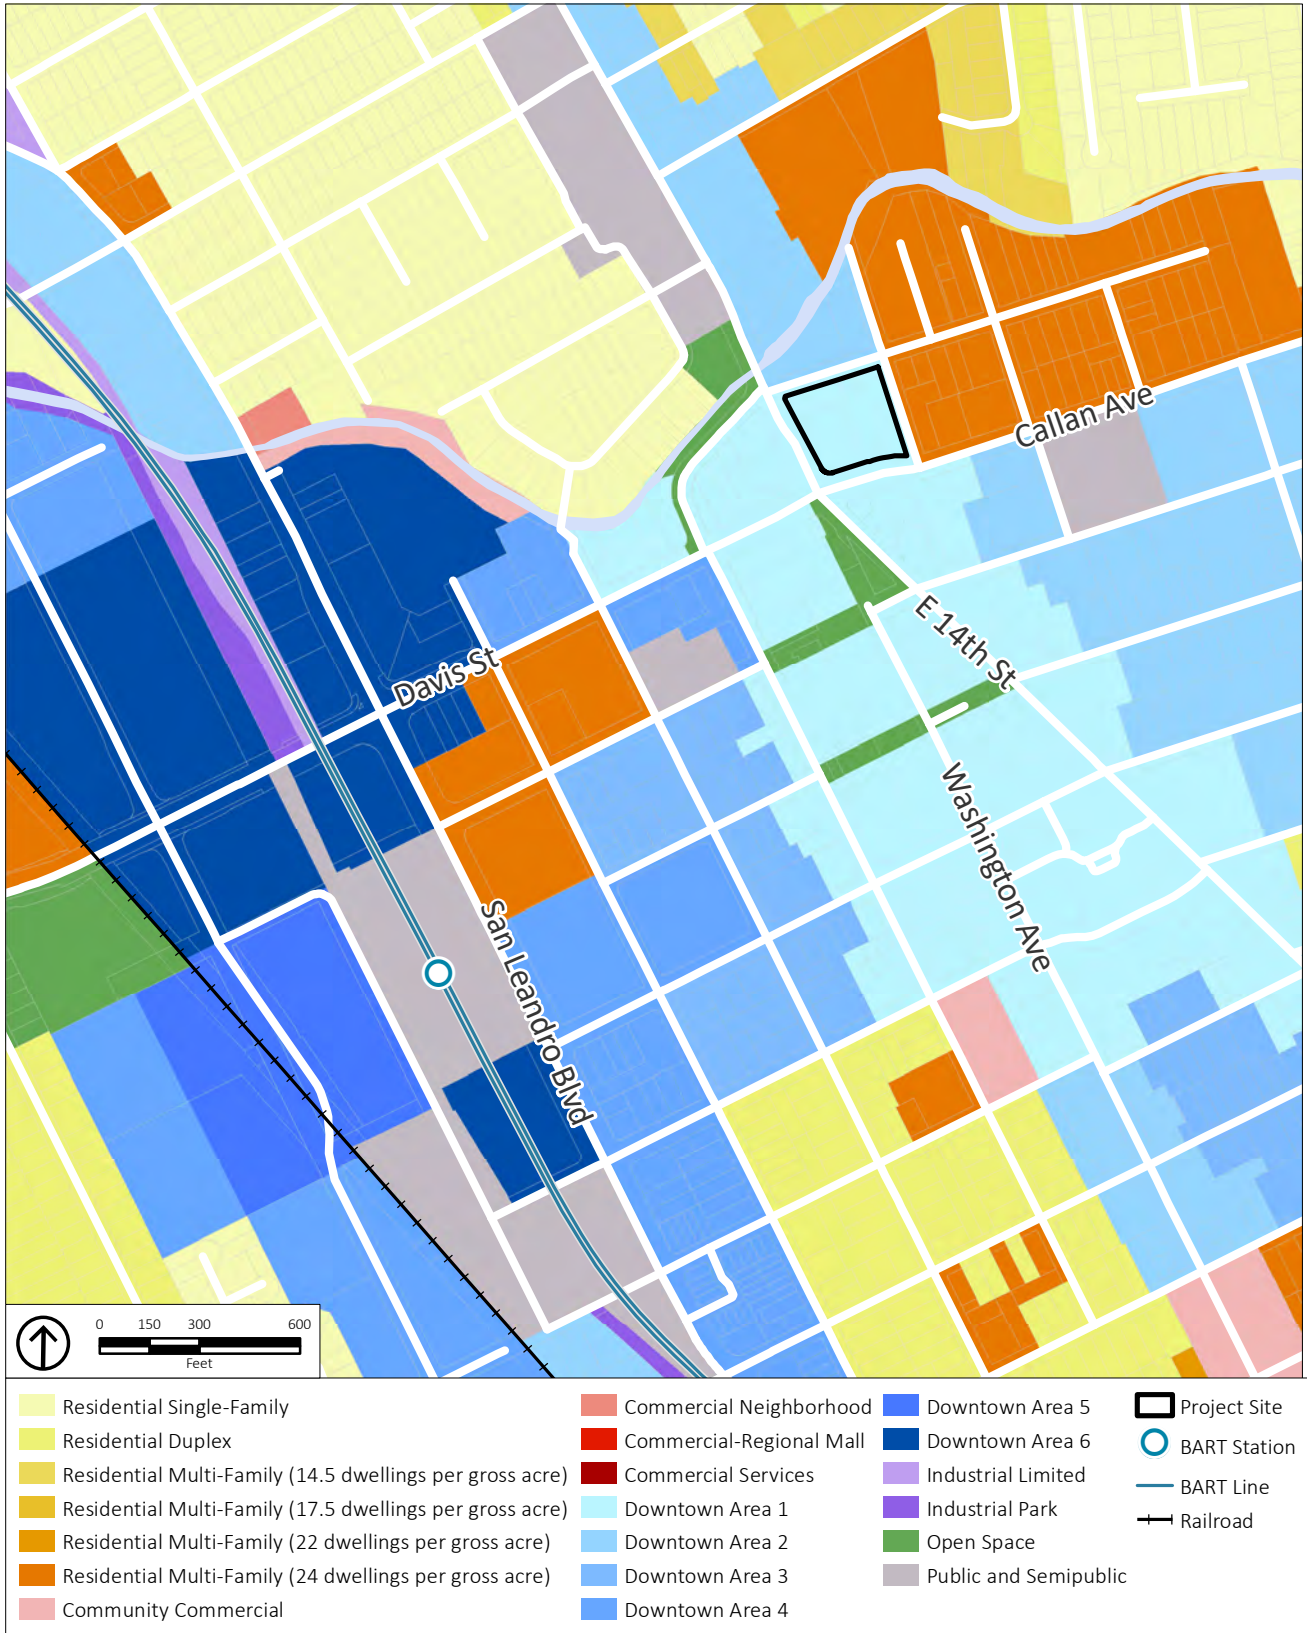 Callan Ave
E 14th St
Davis St
Washington Ave
San Leandro Blvd
0 150 300 600
Feet
Residential Single-Family
Residential Duplex
Residential Multi-Family (14.5 dwellings per gross acre)
Residential Multi-Family (17.5 dwellings per gross acre)
Residential Multi-Family (22 dwellings per gross acre)
Residential Multi-Family (24 dwellings per gross acre)
Community Commercial
Commercial Neighborhood
Commercial-Regional Mall
Commercial Services
Downtown Area 1
Downtown Area 2
Downtown Area 3
Downtown Area 4
Downtown Area 5
Downtown Area 6
Industrial Limited
Industrial Park
Open Space
Public and Semipublic
Project Site
BART Station
BART Line
Railroad